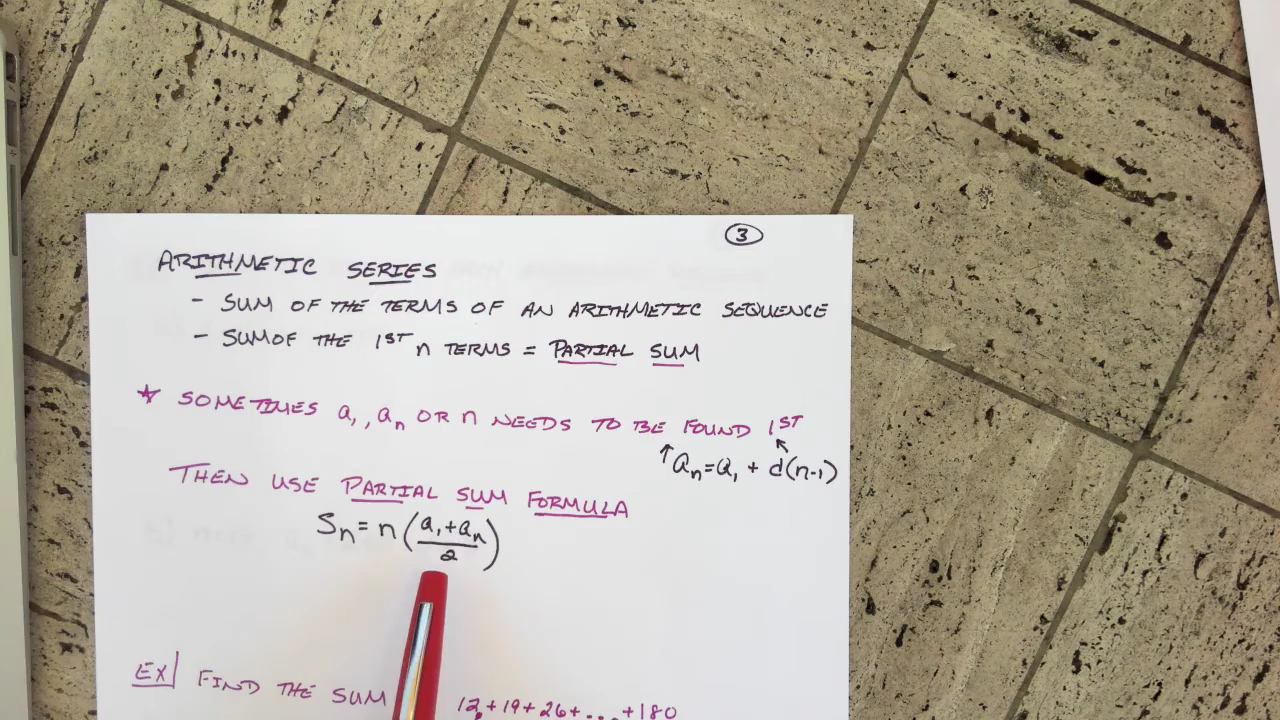 3
ARITHMETIC SERIES
- SUM OF THE TERMS OF AN ARITHMETIC SEQUENCE
- SUM OF THE 1ST n TERMS = PARTIAL SUM
* SOMETIMES a₁, aₙ OR n NEEDS TO BE FOUND 1ST
↑ aₙ = a₁ + d(n-1)
THEN USE PARTIAL SUM FORMULA
Sₙ = n((a₁+aₙ)/2)
EX| FIND THE SUM 12+19+26+...+180